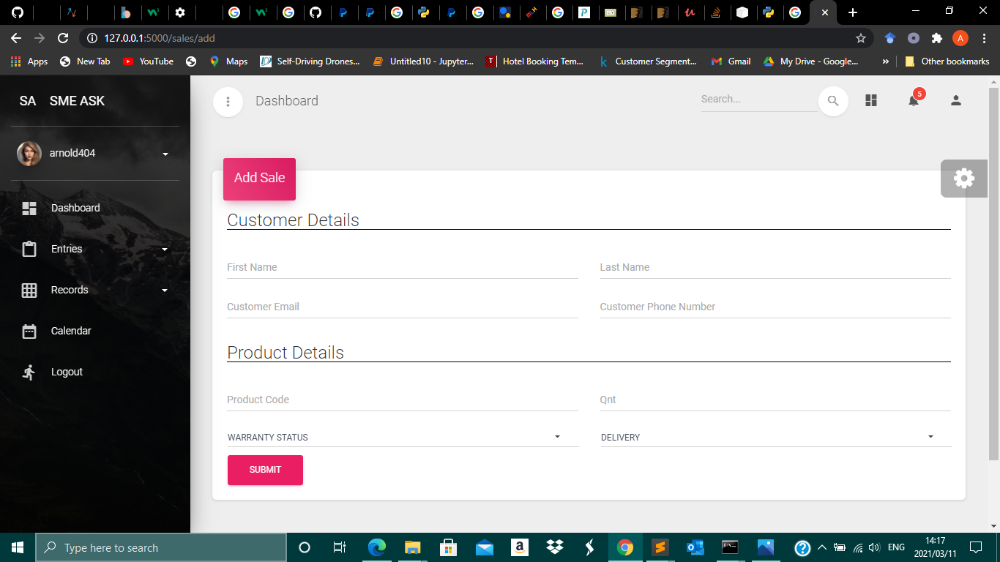 127.0.0.1:5000/sales/add
A
Apps
New Tab
YouTube
Maps
Self-Driving Drones...
Untitled10 - Jupyter...
T
Hotel Booking Tem...
k
Customer Segment...
Gmail
My Drive - Google...
»
Other bookmarks
SA SME ASK
Dashboard
Search...
5
arnold404
Add Sale
Dashboard
Entries
Records
Calendar
Logout
Customer Details
First Name
Last Name
Customer Email
Customer Phone Number
Product Details
Product Code
Qnt
WARRANTY STATUS
DELIVERY
SUBMIT
Type here to search
ENG
14:17
2021/03/11